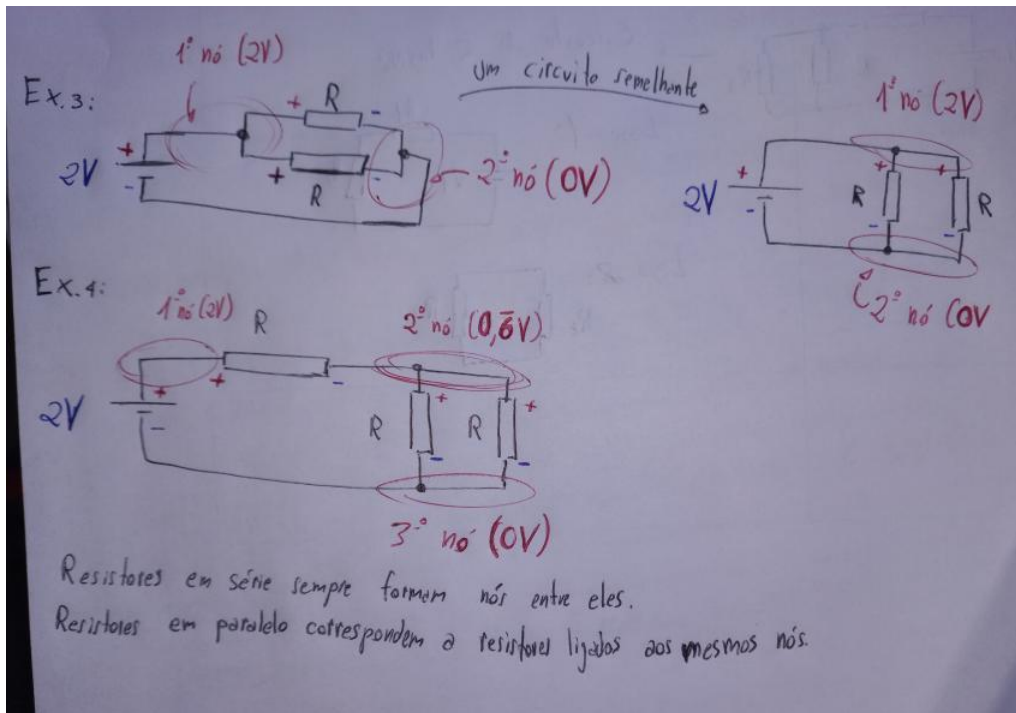 Ex.3:
1º nó (2V)
+ R -
+
2V
-
+ R -
2º nó (0V)
um circuito semelhante
1º nó (2V)
+
2V
-
+ +
R R
- -
2º nó (0V
Ex.4:
1º nó (2V)
R
2º nó (0,6̅V)
+
2V
-
+ -
+ +
R R
- -
3º nó (0V)
Resistores em série sempre formam nós entre eles.
Resistores em paralelo correspondem a resistores ligados aos mesmos nós.